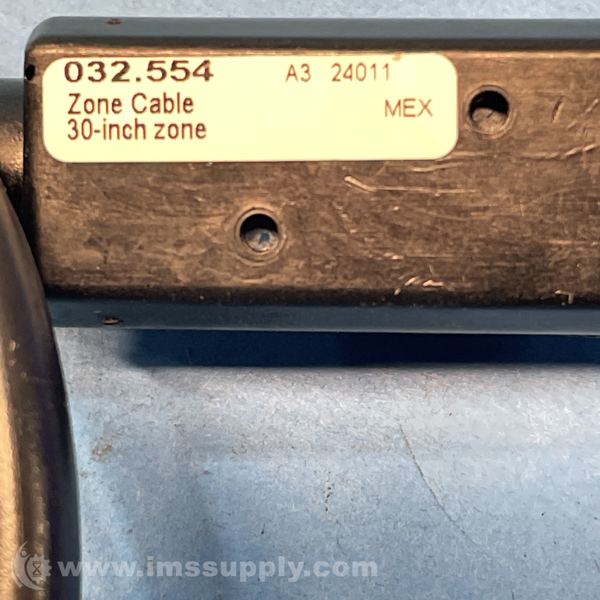 032.554 A3 24011
Zone Cable MEX
30-inch zone
www.imssupply.com